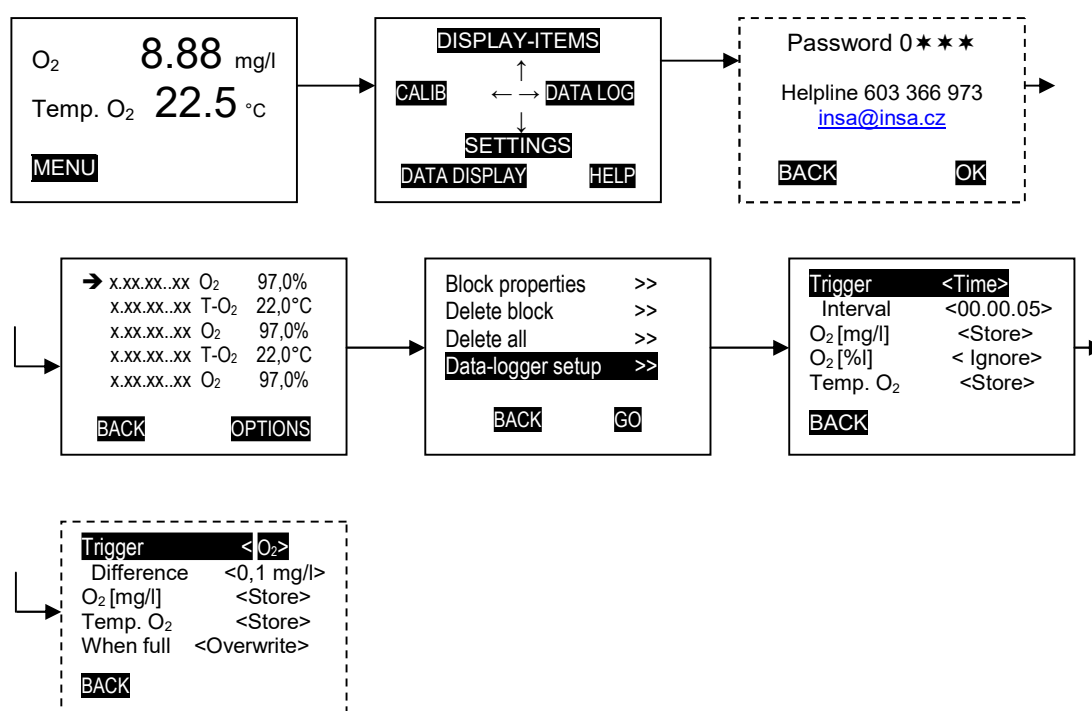 O₂ 8.88 mg/l
Temp. O₂ 22.5 °C
MENU
DISPLAY-ITEMS
↑
CALIB ← → DATA LOG
↓
SETTINGS
DATA DISPLAY HELP
Password 0✶✶✶
Helpline 603 366 973
insa@insa.cz
BACK OK
➔ x.xx.xx..xx O₂ 97,0%
x.xx.xx..xx T-O₂ 22,0°C
x.xx.xx..xx O₂ 97,0%
x.xx.xx..xx T-O₂ 22,0°C
x.xx.xx..xx O₂ 97,0%
BACK OPTIONS
Block properties >>
Delete block >>
Delete all >>
Data-logger setup >>
BACK GO
Trigger <Time>
Interval <00.00.05>
O₂ [mg/l] <Store>
O₂ [%l] < Ignore>
Temp. O₂ <Store>
BACK
Trigger < O₂>
Difference <0,1 mg/l>
O₂ [mg/l] <Store>
Temp. O₂ <Store>
When full <Overwrite>
BACK